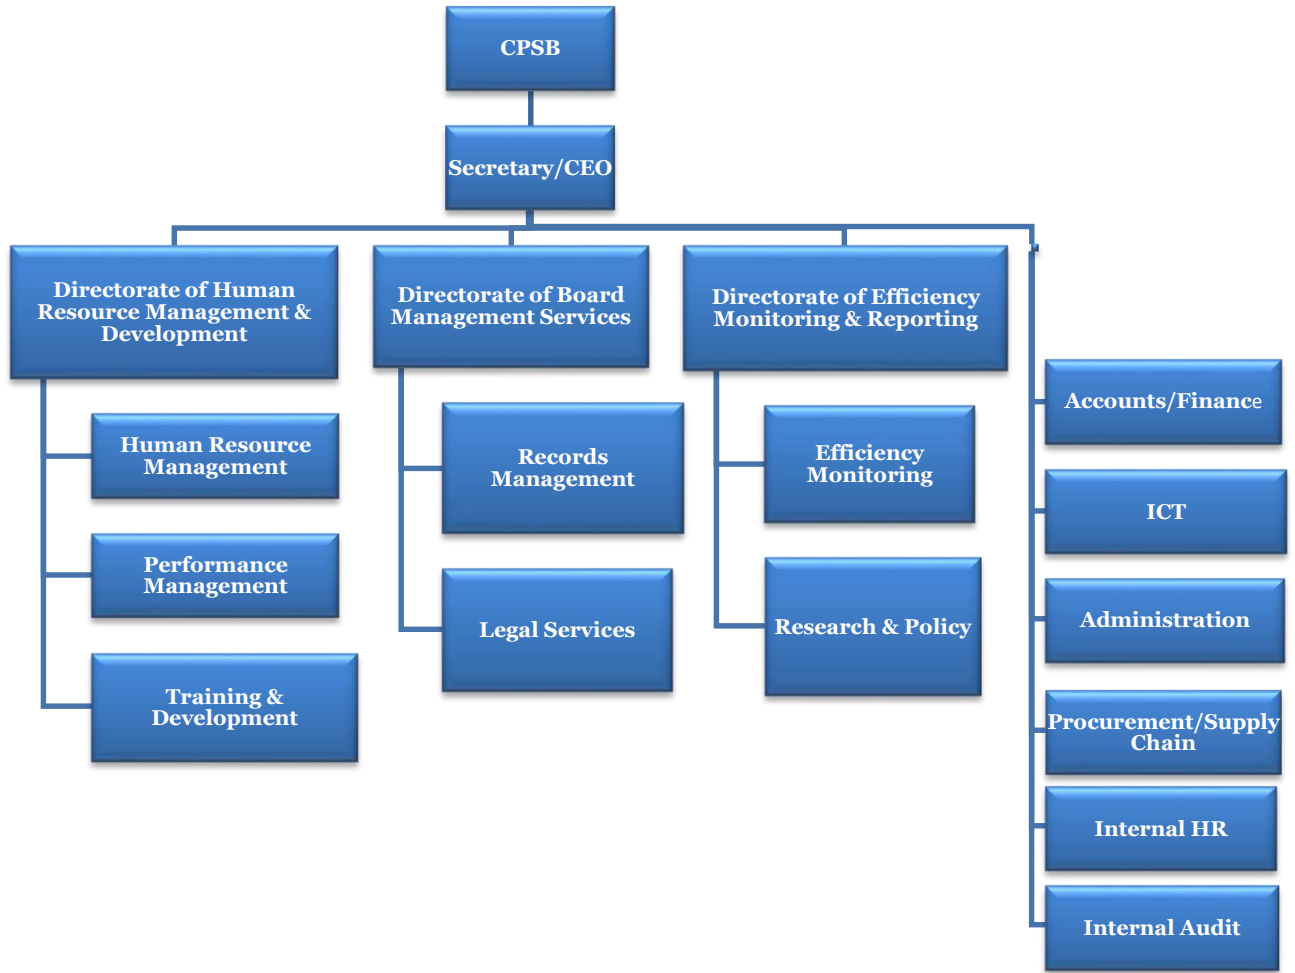 CPSB
Secretary/CEO
Directorate of Human
Resource Management &
Development
Human Resource
Management
Performance
Management
Training &
Development
Directorate of Board
Management Services
Records
Management
Legal Services
Directorate of Efficiency
Monitoring & Reporting
Efficiency
Monitoring
Research & Policy
Accounts/Finance
ICT
Administration
Procurement/Supply
Chain
Internal HR
Internal Audit